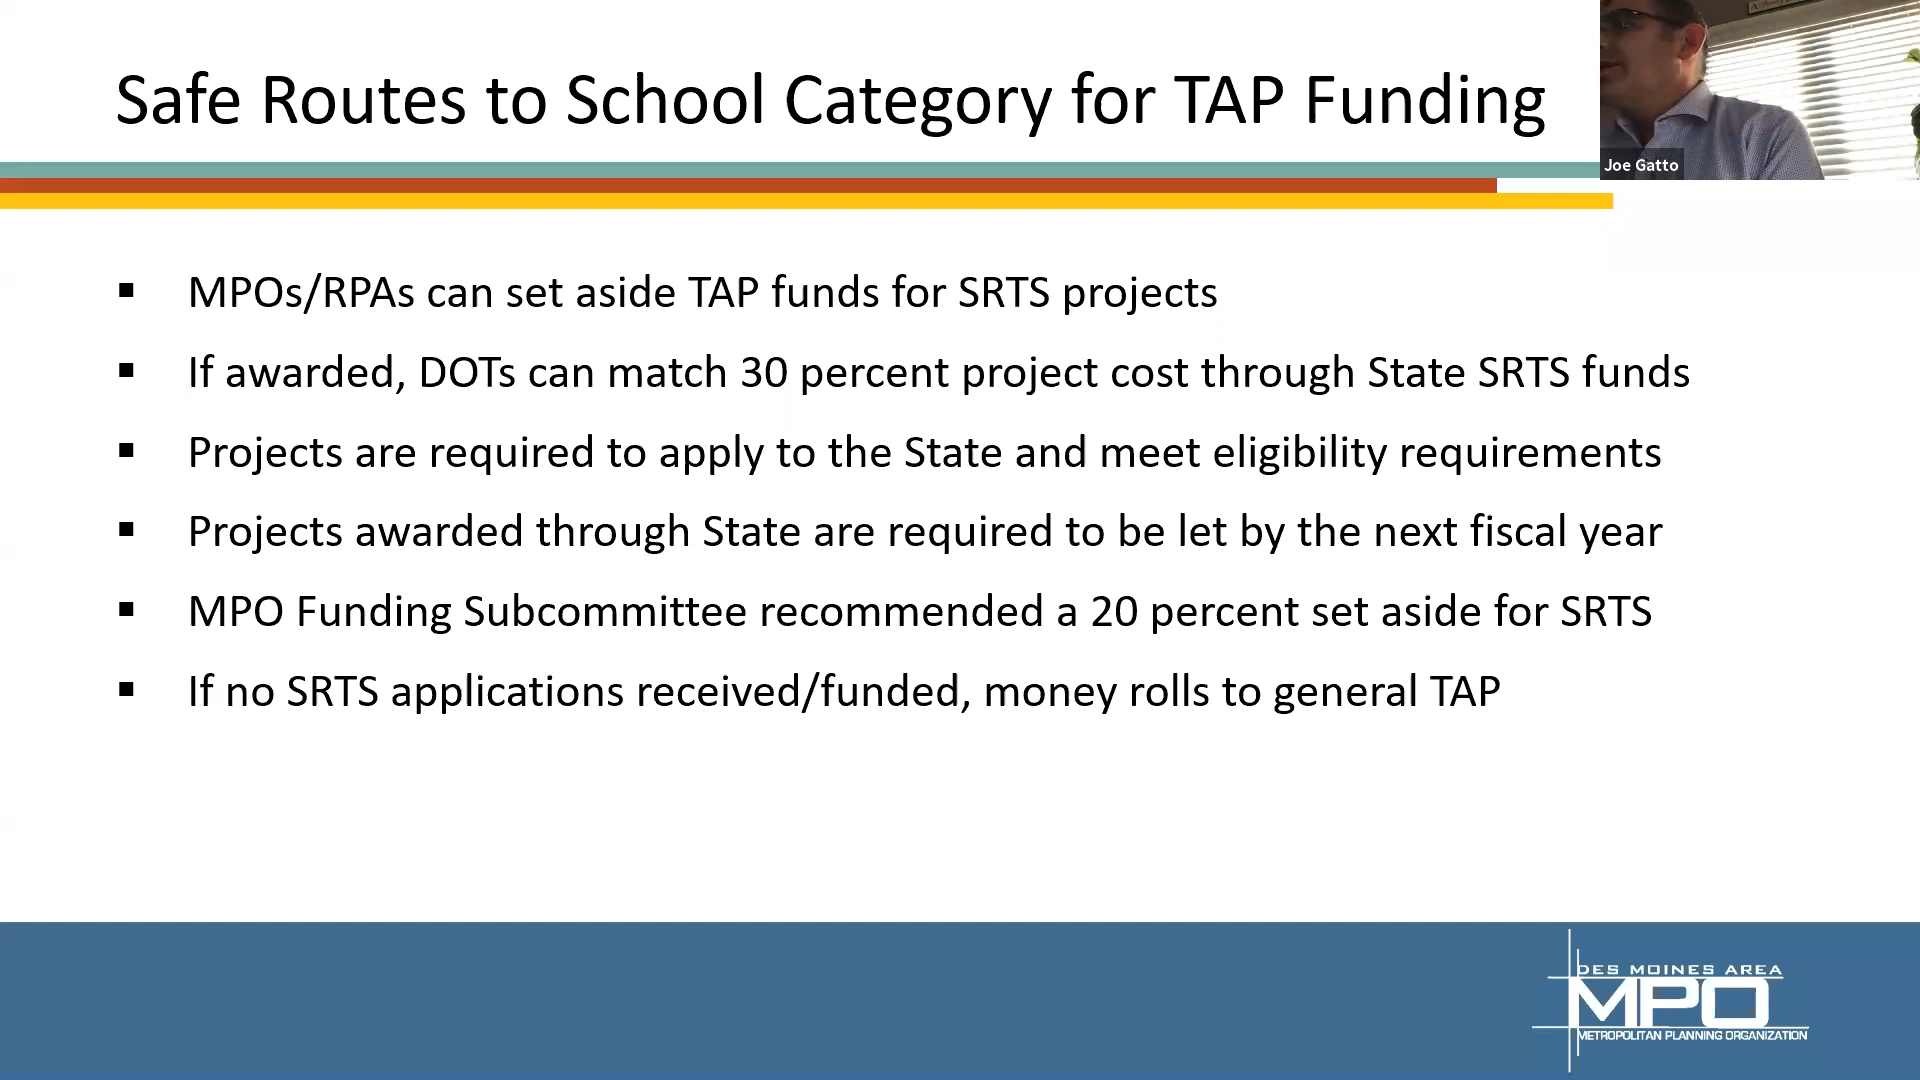 Safe Routes to School Category for TAP Funding
Joe Gatto
▪ MPOs/RPAs can set aside TAP funds for SRTS projects
▪ If awarded, DOTs can match 30 percent project cost through State SRTS funds
▪ Projects are required to apply to the State and meet eligibility requirements
▪ Projects awarded through State are required to be let by the next fiscal year
▪ MPO Funding Subcommittee recommended a 20 percent set aside for SRTS
▪ If no SRTS applications received/funded, money rolls to general TAP
DES MOINES AREA
MPO
METROPOLITAN PLANNING ORGANIZATION